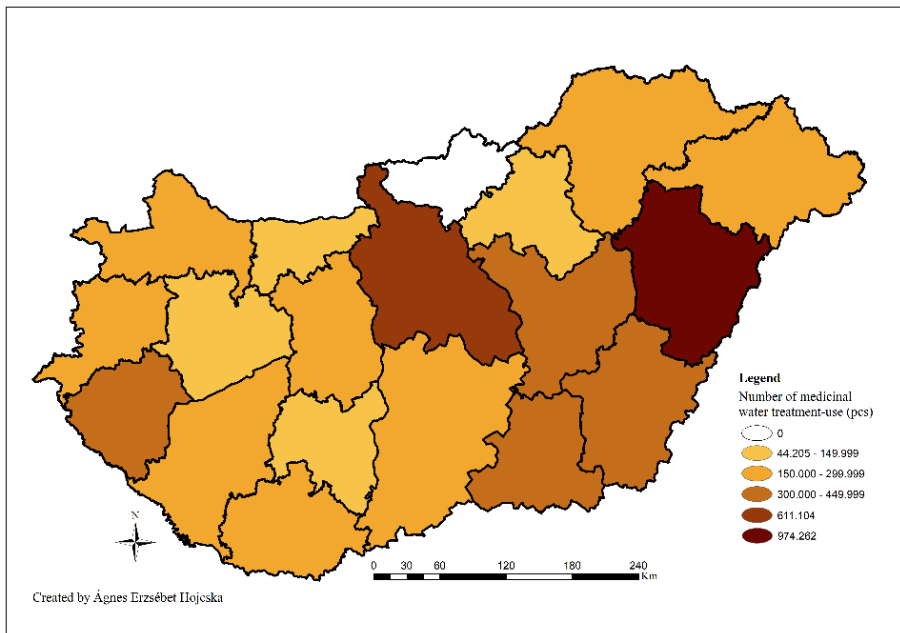 Legend
Number of medicinal
water treatment-use (pcs)
0
44.205 - 149.999
150.000 - 299.999
300.000 - 449.999
611.104
974.262
N
0 30 60 120 180 240
Km
Created by Ágnes Erzsébet Hojcska